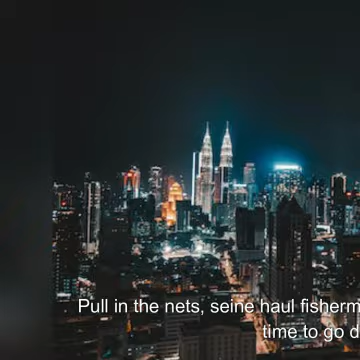 Pull in the nets, seine haul
time to go